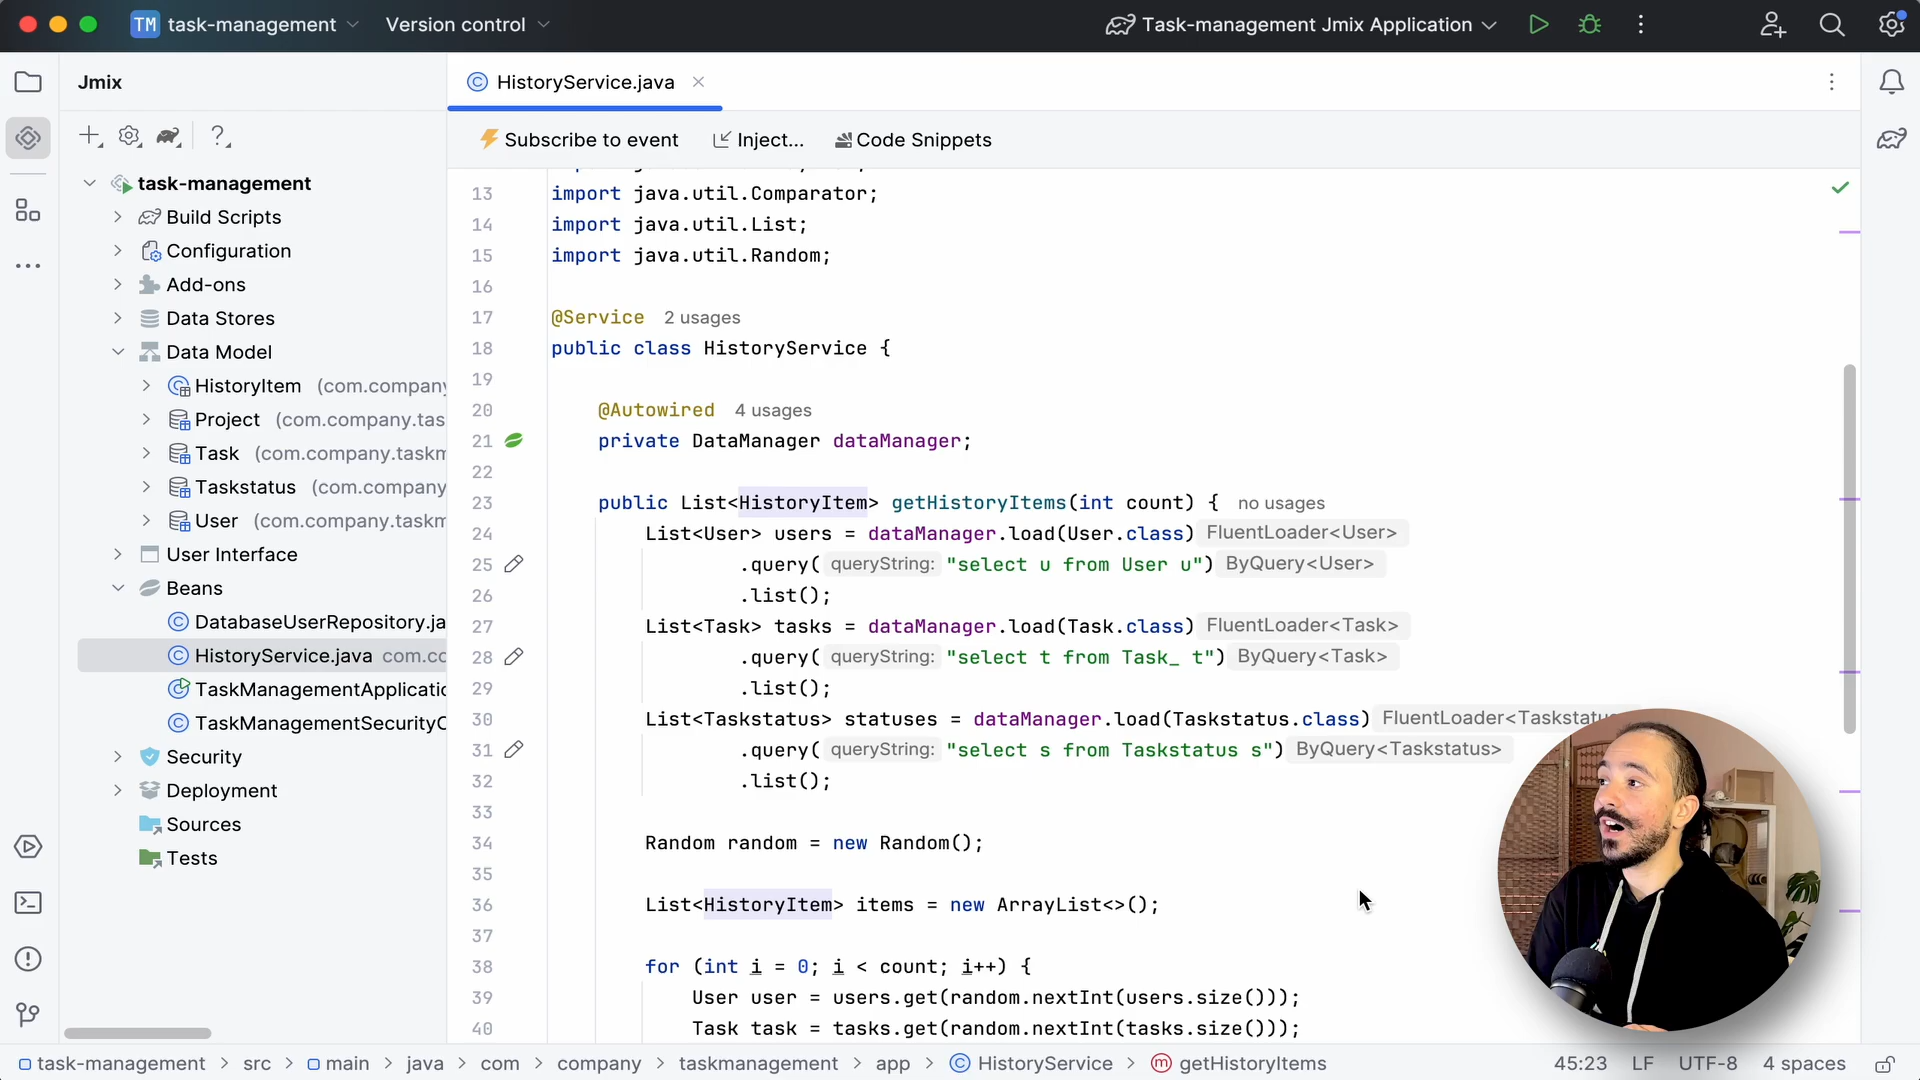 TM task-management
Version control
Task-management Jmix Application
Jmix
HistoryService.java
Subscribe to event
Inject...
Code Snippets
task-management
Build Scripts
Configuration
Add-ons
Data Stores
Data Model
HistoryItem (com.company
Project (com.company.tas
Task (com.company.taskm
Taskstatus (com.company
User (com.company.taskm
User Interface
Beans
DatabaseUserRepository.ja
HistoryService.java com.co
TaskManagementApplicatio
TaskManagementSecurityC
Security
Deployment
Sources
Tests
13 import java.util.Comparator;
14 import java.util.List;
15 import java.util.Random;
16
17 @Service 2 usages
18 public class HistoryService {
19
20 @Autowired 4 usages
21 private DataManager dataManager;
22
23 public List<HistoryItem> getHistoryItems(int count) { no usages
24 List<User> users = dataManager.load(User.class) FluentLoader<User>
25 .query( queryString: "select u from User u") ByQuery<User>
26 .list();
27 List<Task> tasks = dataManager.load(Task.class) FluentLoader<Task>
28 .query( queryString: "select t from Task_ t") ByQuery<Task>
29 .list();
30 List<Taskstatus> statuses = dataManager.load(Taskstatus.class) FluentLoader<Taskstatus
31 .query( queryString: "select s from Taskstatus s") ByQuery<Taskstatus>
32 .list();
33
34 Random random = new Random();
35
36 List<HistoryItem> items = new ArrayList<>();
37
38 for (int i = 0; i < count; i++) {
39 User user = users.get(random.nextInt(users.size()));
40 Task task = tasks.get(random.nextInt(tasks.size()));
task-management > src > main > java > com > company > taskmanagement > app > HistoryService > getHistoryItems
45:23 LF UTF-8 4 spaces